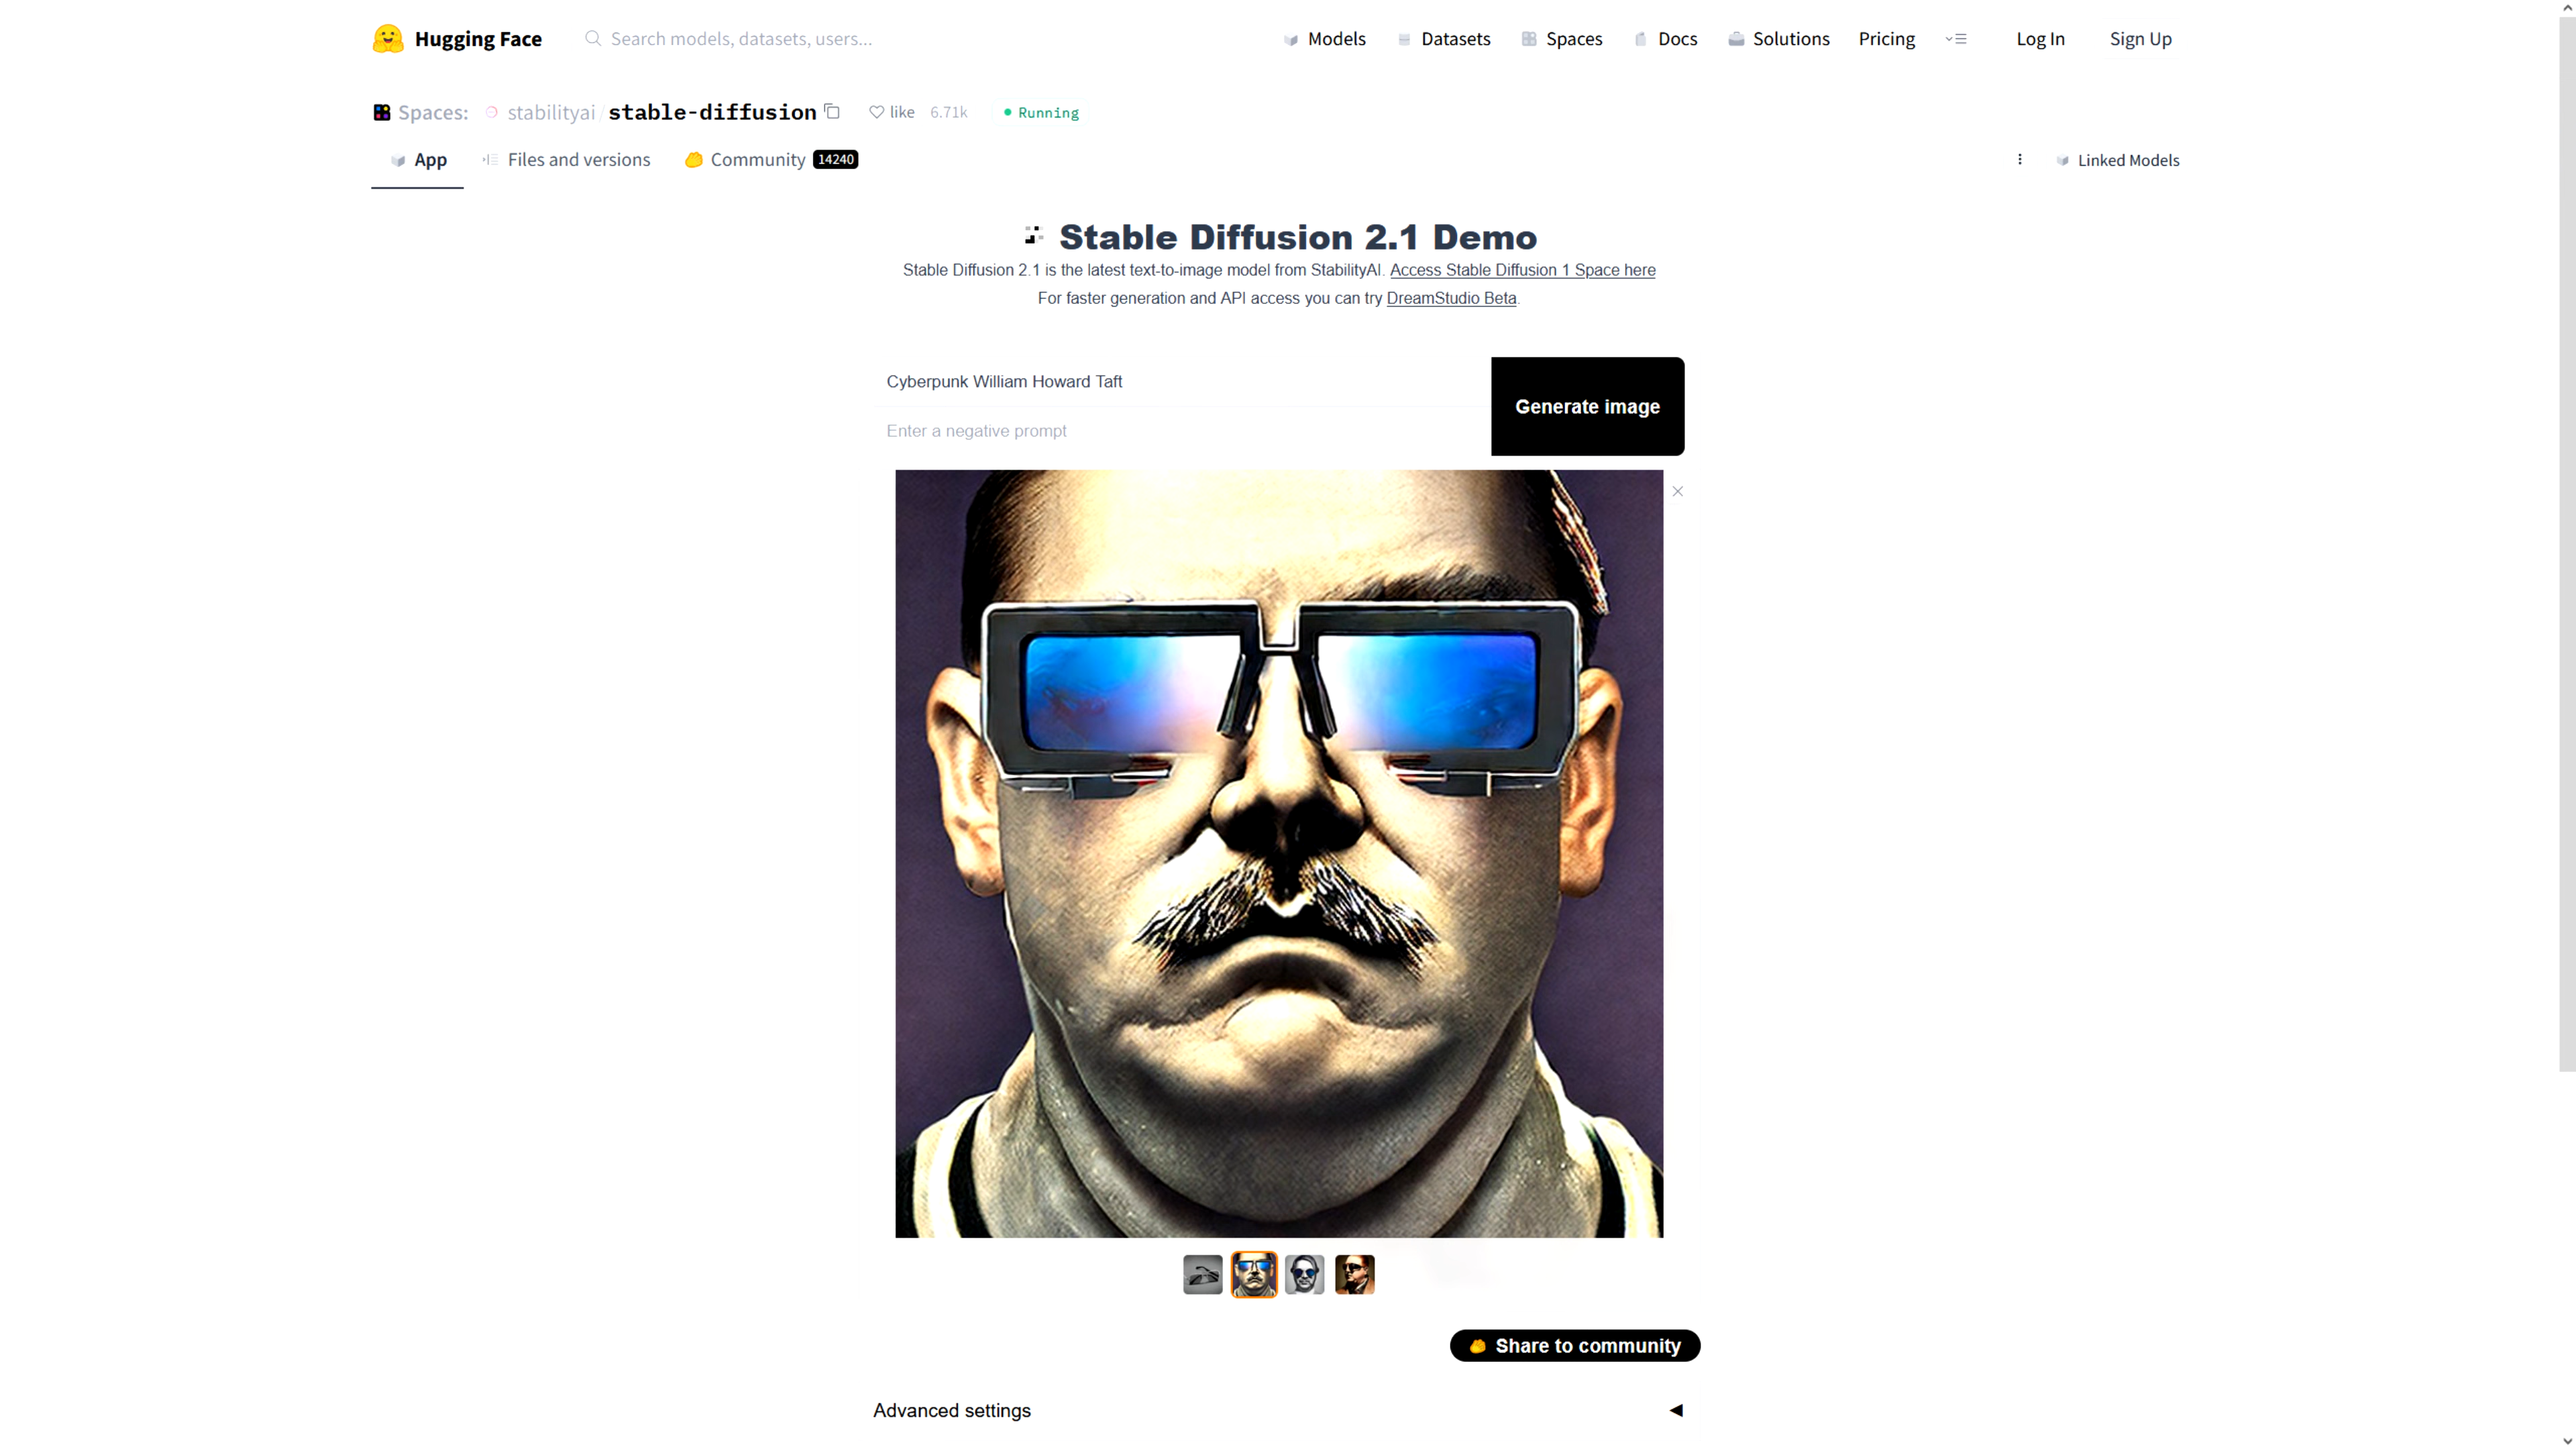 Hugging Face Search models, datasets, users... Models Datasets Spaces Docs Solutions Pricing Log In Sign Up
Spaces: stabilityai stable-diffusion like 6.71k Running
App Files and versions Community 14240 Linked Models
Stable Diffusion 2.1 Demo
Stable Diffusion 2.1 is the latest text-to-image model from StabilityAI. Access Stable Diffusion 1 Space here
For faster generation and API access you can try DreamStudio Beta.
Cyberpunk William Howard Taft
Generate image
Enter a negative prompt
Share to community
Advanced settings